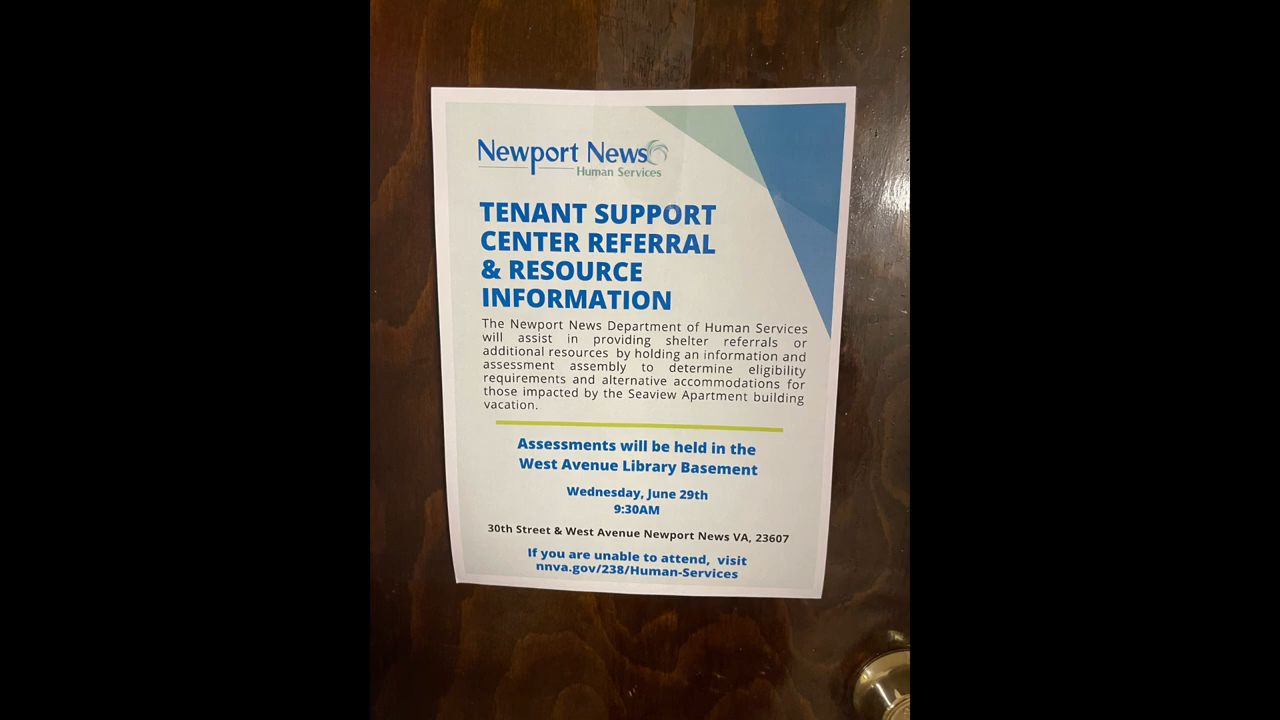 Newport News
Human Services
TENANT SUPPORT
CENTER REFERRAL
& RESOURCE
INFORMATION
The Newport News Department of Human Services
will assist in providing shelter referrals or
additional resources by holding an information and
assessment assembly to determine eligibility
requirements and alternative accommodations for
those impacted by the Seaview Apartment building
vacation.
Assessments will be held in the
West Avenue Library Basement
Wednesday, June 29th
9:30AM
30th Street & West Avenue Newport News VA, 23607
If you are unable to attend, visit
nnva.gov/238/Human-Services